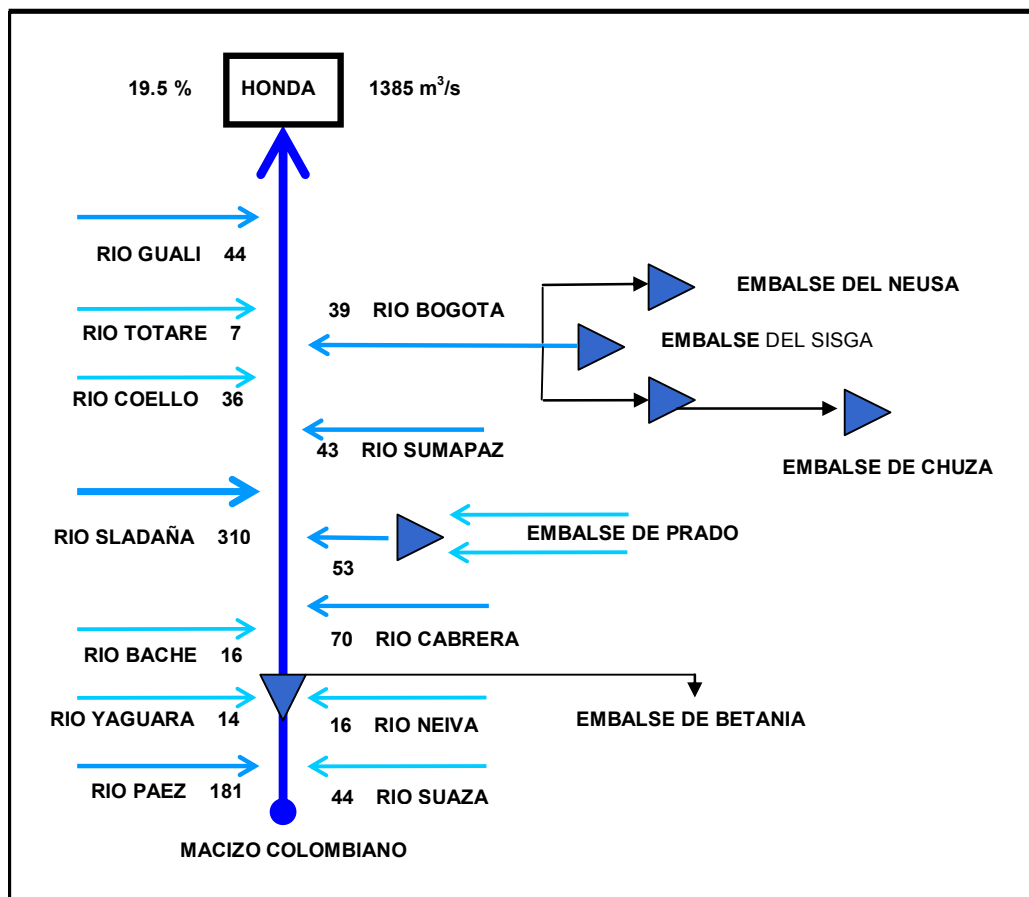 19.5 % HONDA 1385 m³/s
RIO GUALI 44
EMBALSE DEL NEUSA
39 RIO BOGOTA
RIO TOTARE 7
EMBALSE DEL SISGA
RIO COELLO 36
43 RIO SUMAPAZ
EMBALSE DE CHUZA
RIO SLADAÑA 310
EMBALSE DE PRADO
53
70 RIO CABRERA
RIO BACHE 16
RIO YAGUARA 14
16 RIO NEIVA
EMBALSE DE BETANIA
RIO PAEZ 181
44 RIO SUAZA
MACIZO COLOMBIANO